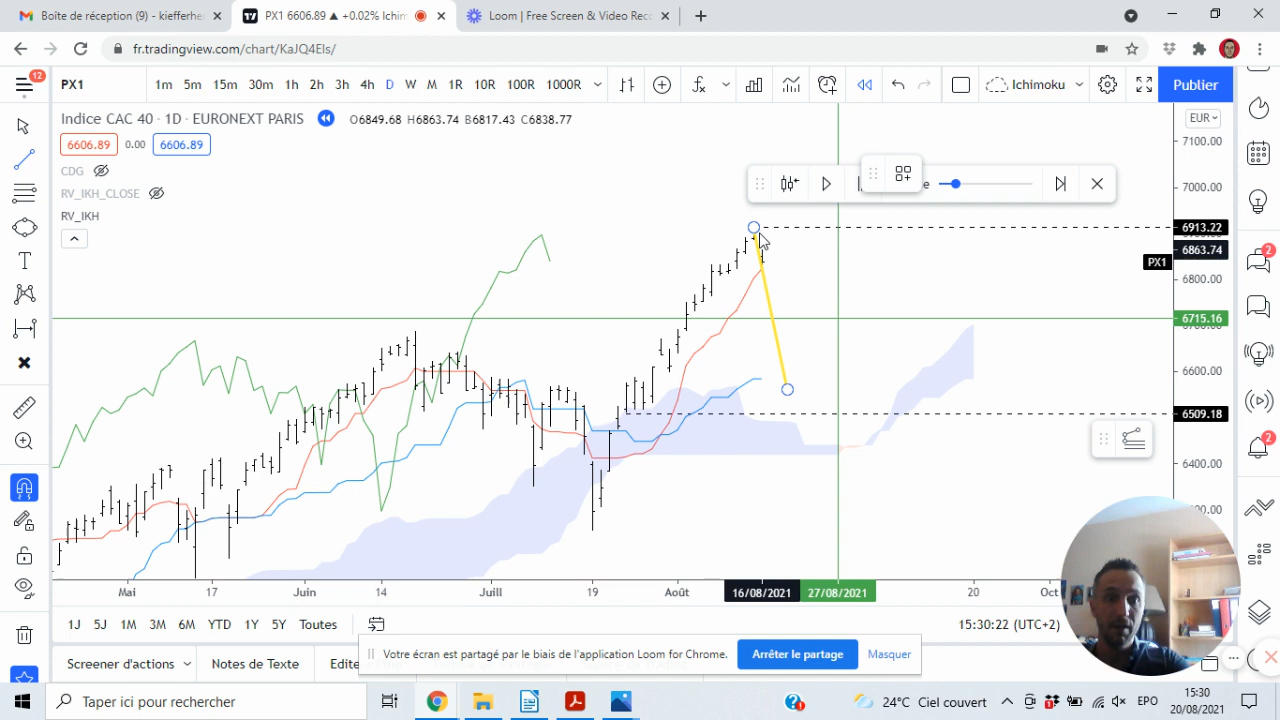 Boîte de réception (9) - kiefferhe
PX1 6606.89 ▲ +0.02% Ichim
Loom | Free Screen & Video Reco
fr.tradingview.com/chart/KaJQ4EIs/
12
PX1
1m 5m 15m 30m 1h 2h 3h 4h D W M 1R 10R 100R 1000R
Ichimoku
Publier
Indice CAC 40 · 1D · EURONEXT PARIS
O6849.68 H6863.74 B6817.43 C6838.77
EUR
6606.89 0.00 6606.89
CDG
RV_IKH_CLOSE
RV_IKH
7100.00
7000.00
6913.22
6863.74
PX1
6800.00
6715.16
6600.00
6509.18
6400.00
2
2
Mai 17 Juin 14 Juill 19 Août 16/08/2021 27/08/2021 20 Oct
1J 5J 1M 3M 6M YTD 1Y 5Y Toutes
15:30:22 (UTC+2)
Screener d'actions
Notes de Texte
Votre écran est partagé par le biais de l'application Loom for Chrome.
Arrêter le partage
Masquer
Taper ici pour rechercher
24°C Ciel couvert
EPO
15:30
20/08/2021